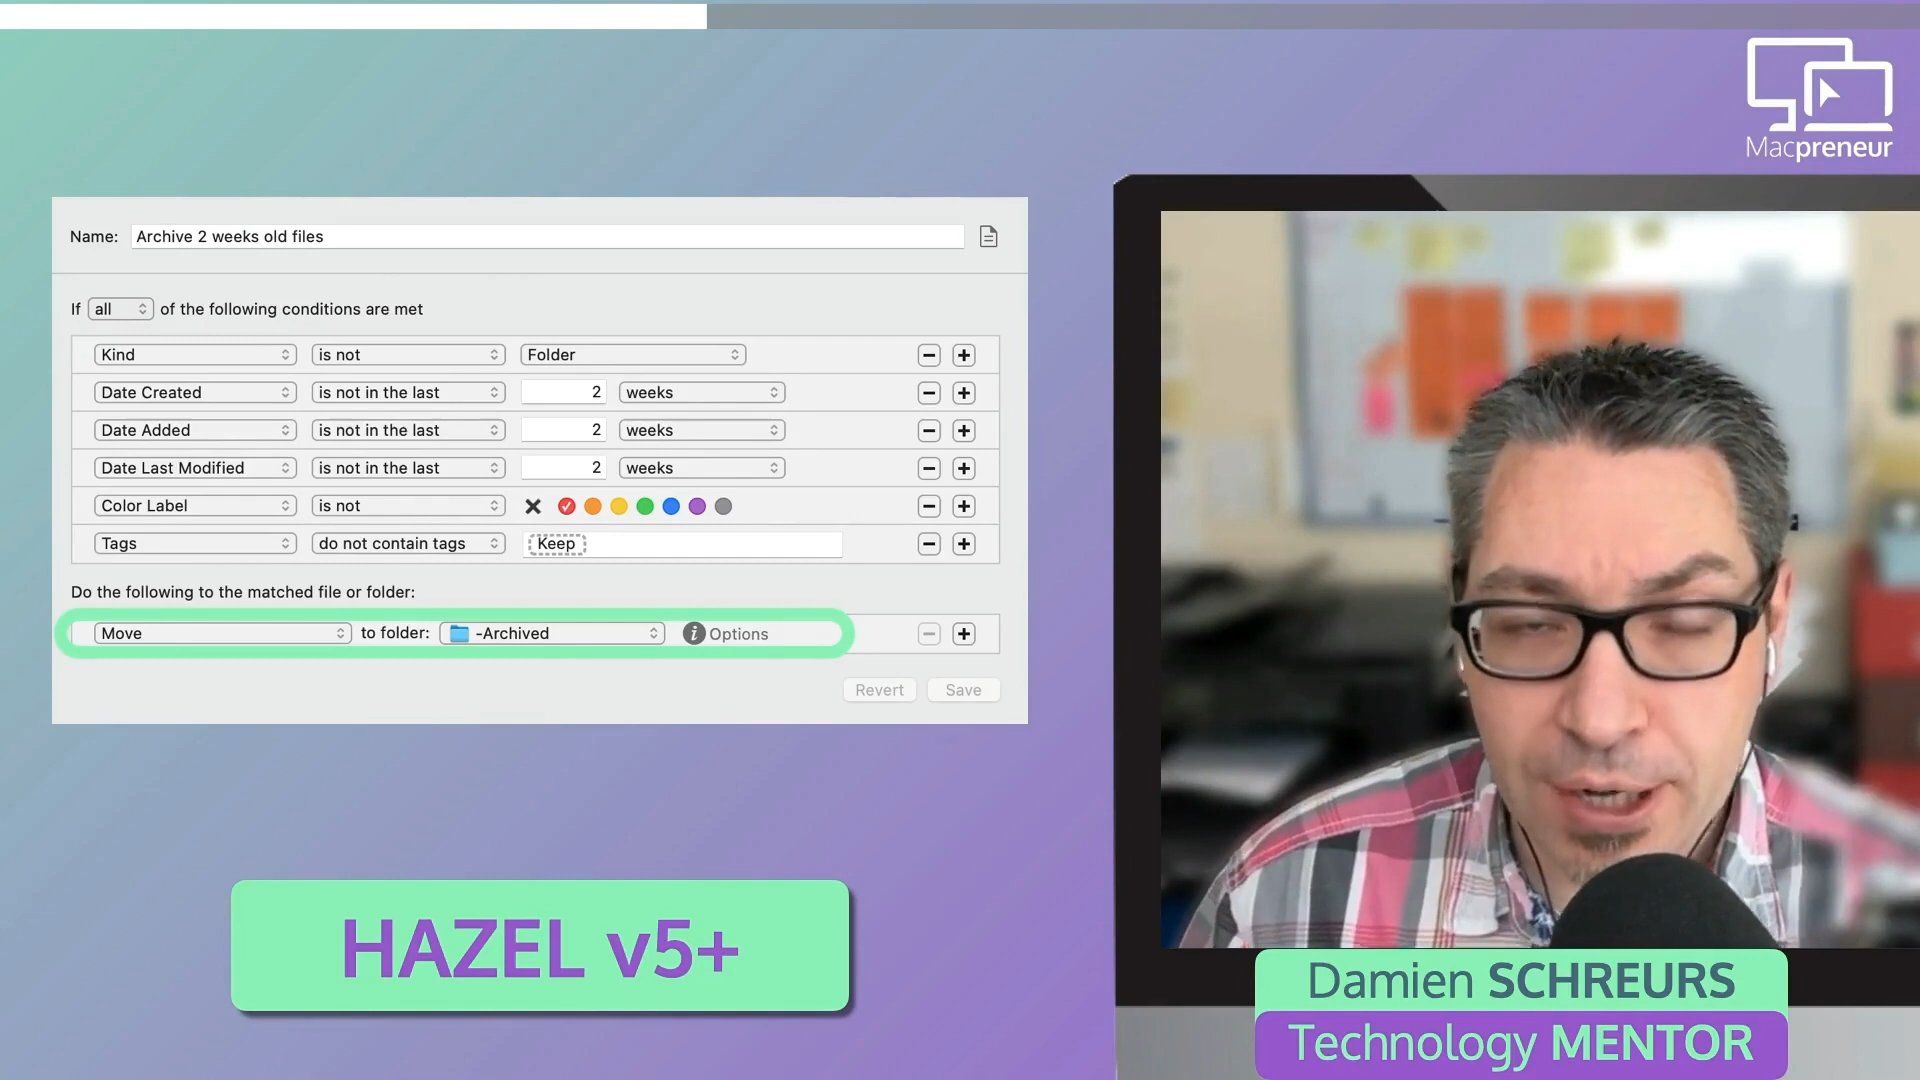 Macpreneur
Name: Archive 2 weeks old files
If all of the following conditions are met
Kind is not Folder
Date Created is not in the last 2 weeks
Date Added is not in the last 2 weeks
Date Last Modified is not in the last 2 weeks
Color Label is not
Tags do not contain tags Keep
Do the following to the matched file or folder:
Move to folder: -Archived Options
Revert Save
HAZEL v5+
Damien SCHREURS
Technology MENTOR